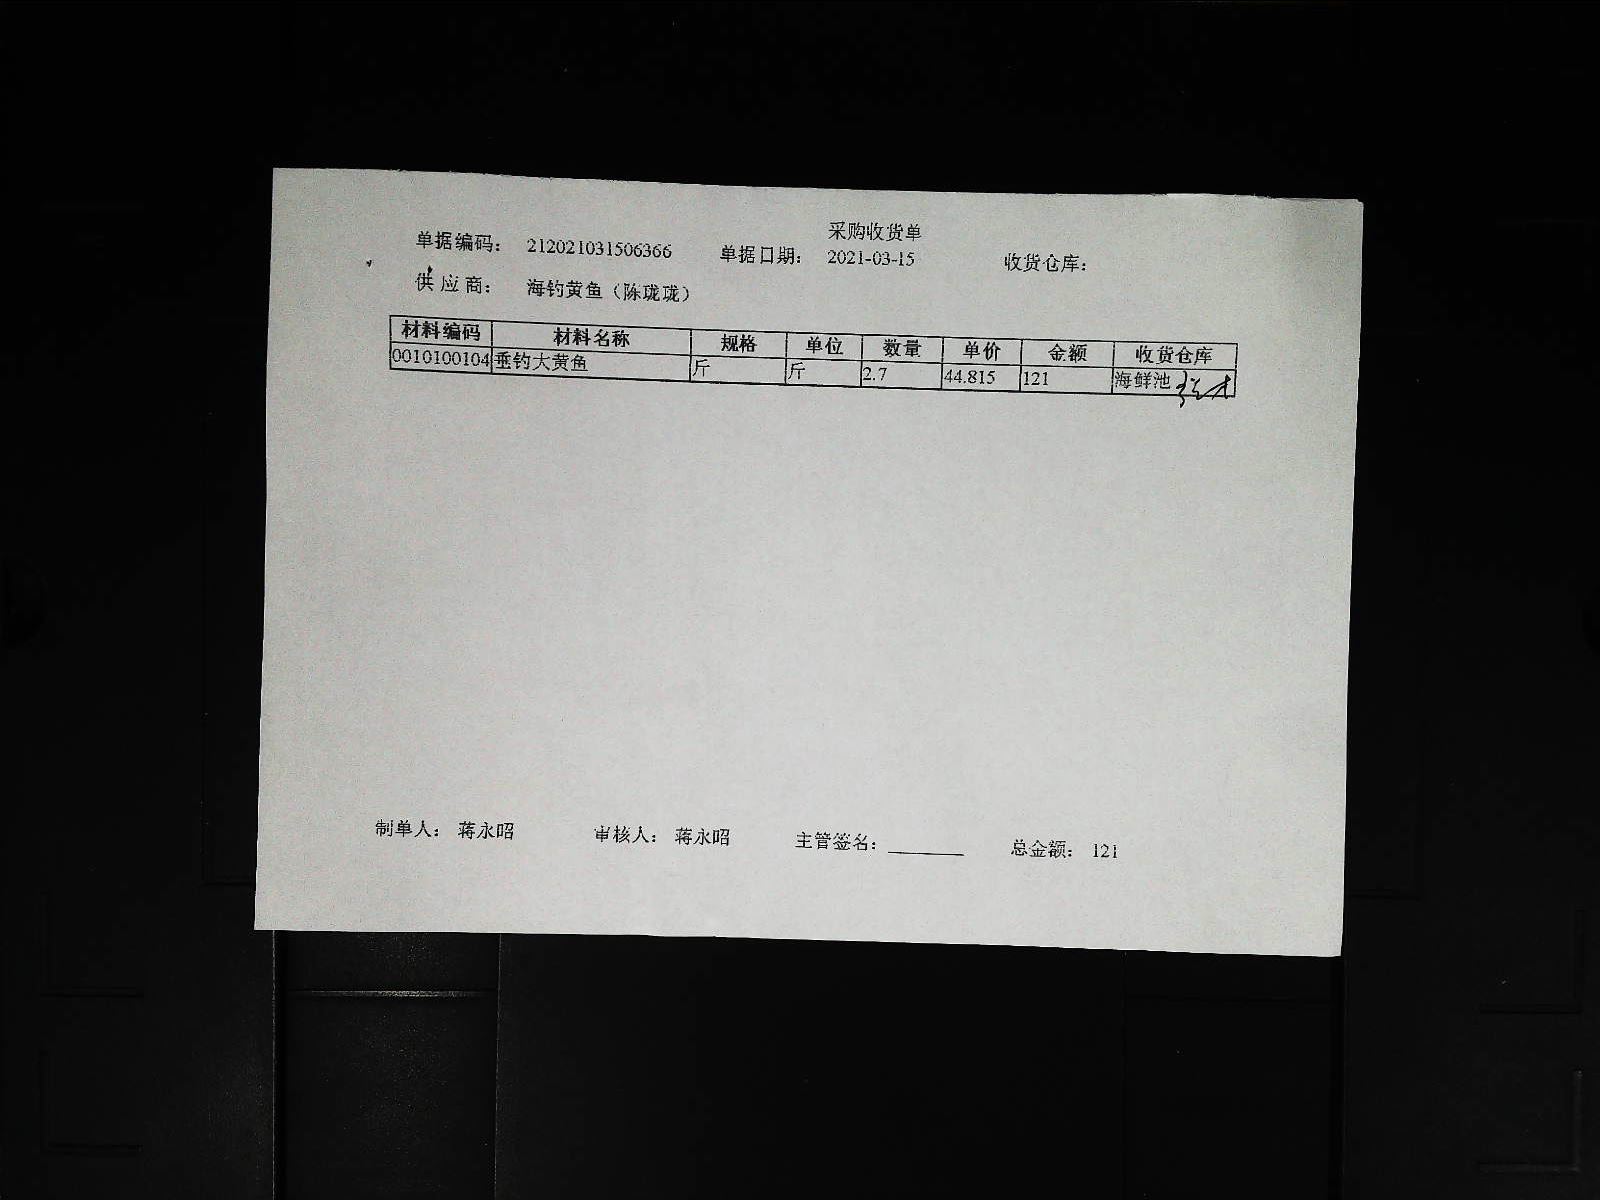 采购收货单
单据编码： 212021031506366 单据日期： 2021-03-15 收货仓库：
供应商： 海钓黄鱼（陈珑珑）
材料编码 材料名称 规格 单位 数量 单价 金额 收货仓库
0010100104 垂钓大黄鱼 斤 斤 2.7 44.815 121 海鲜池
制单人： 蒋永昭 审核人： 蒋永昭 主管签名： 总金额： 121